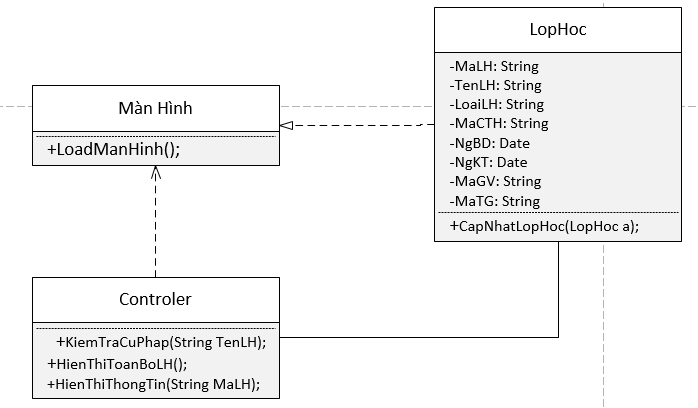 LopHoc
-MaLH: String
-TenLH: String
-LoaiLH: String
-MaCTH: String
-NgBD: Date
-NgKT: Date
-MaGV: String
-MaTG: String
+CapNhatLopHoc(LopHoc a);
Màn Hình
+LoadManHinh();
Controler
+KiemTraCuPhap(String TenLH);
+HienThiToanBoLH();
+HienThiThongTin(String MaLH);